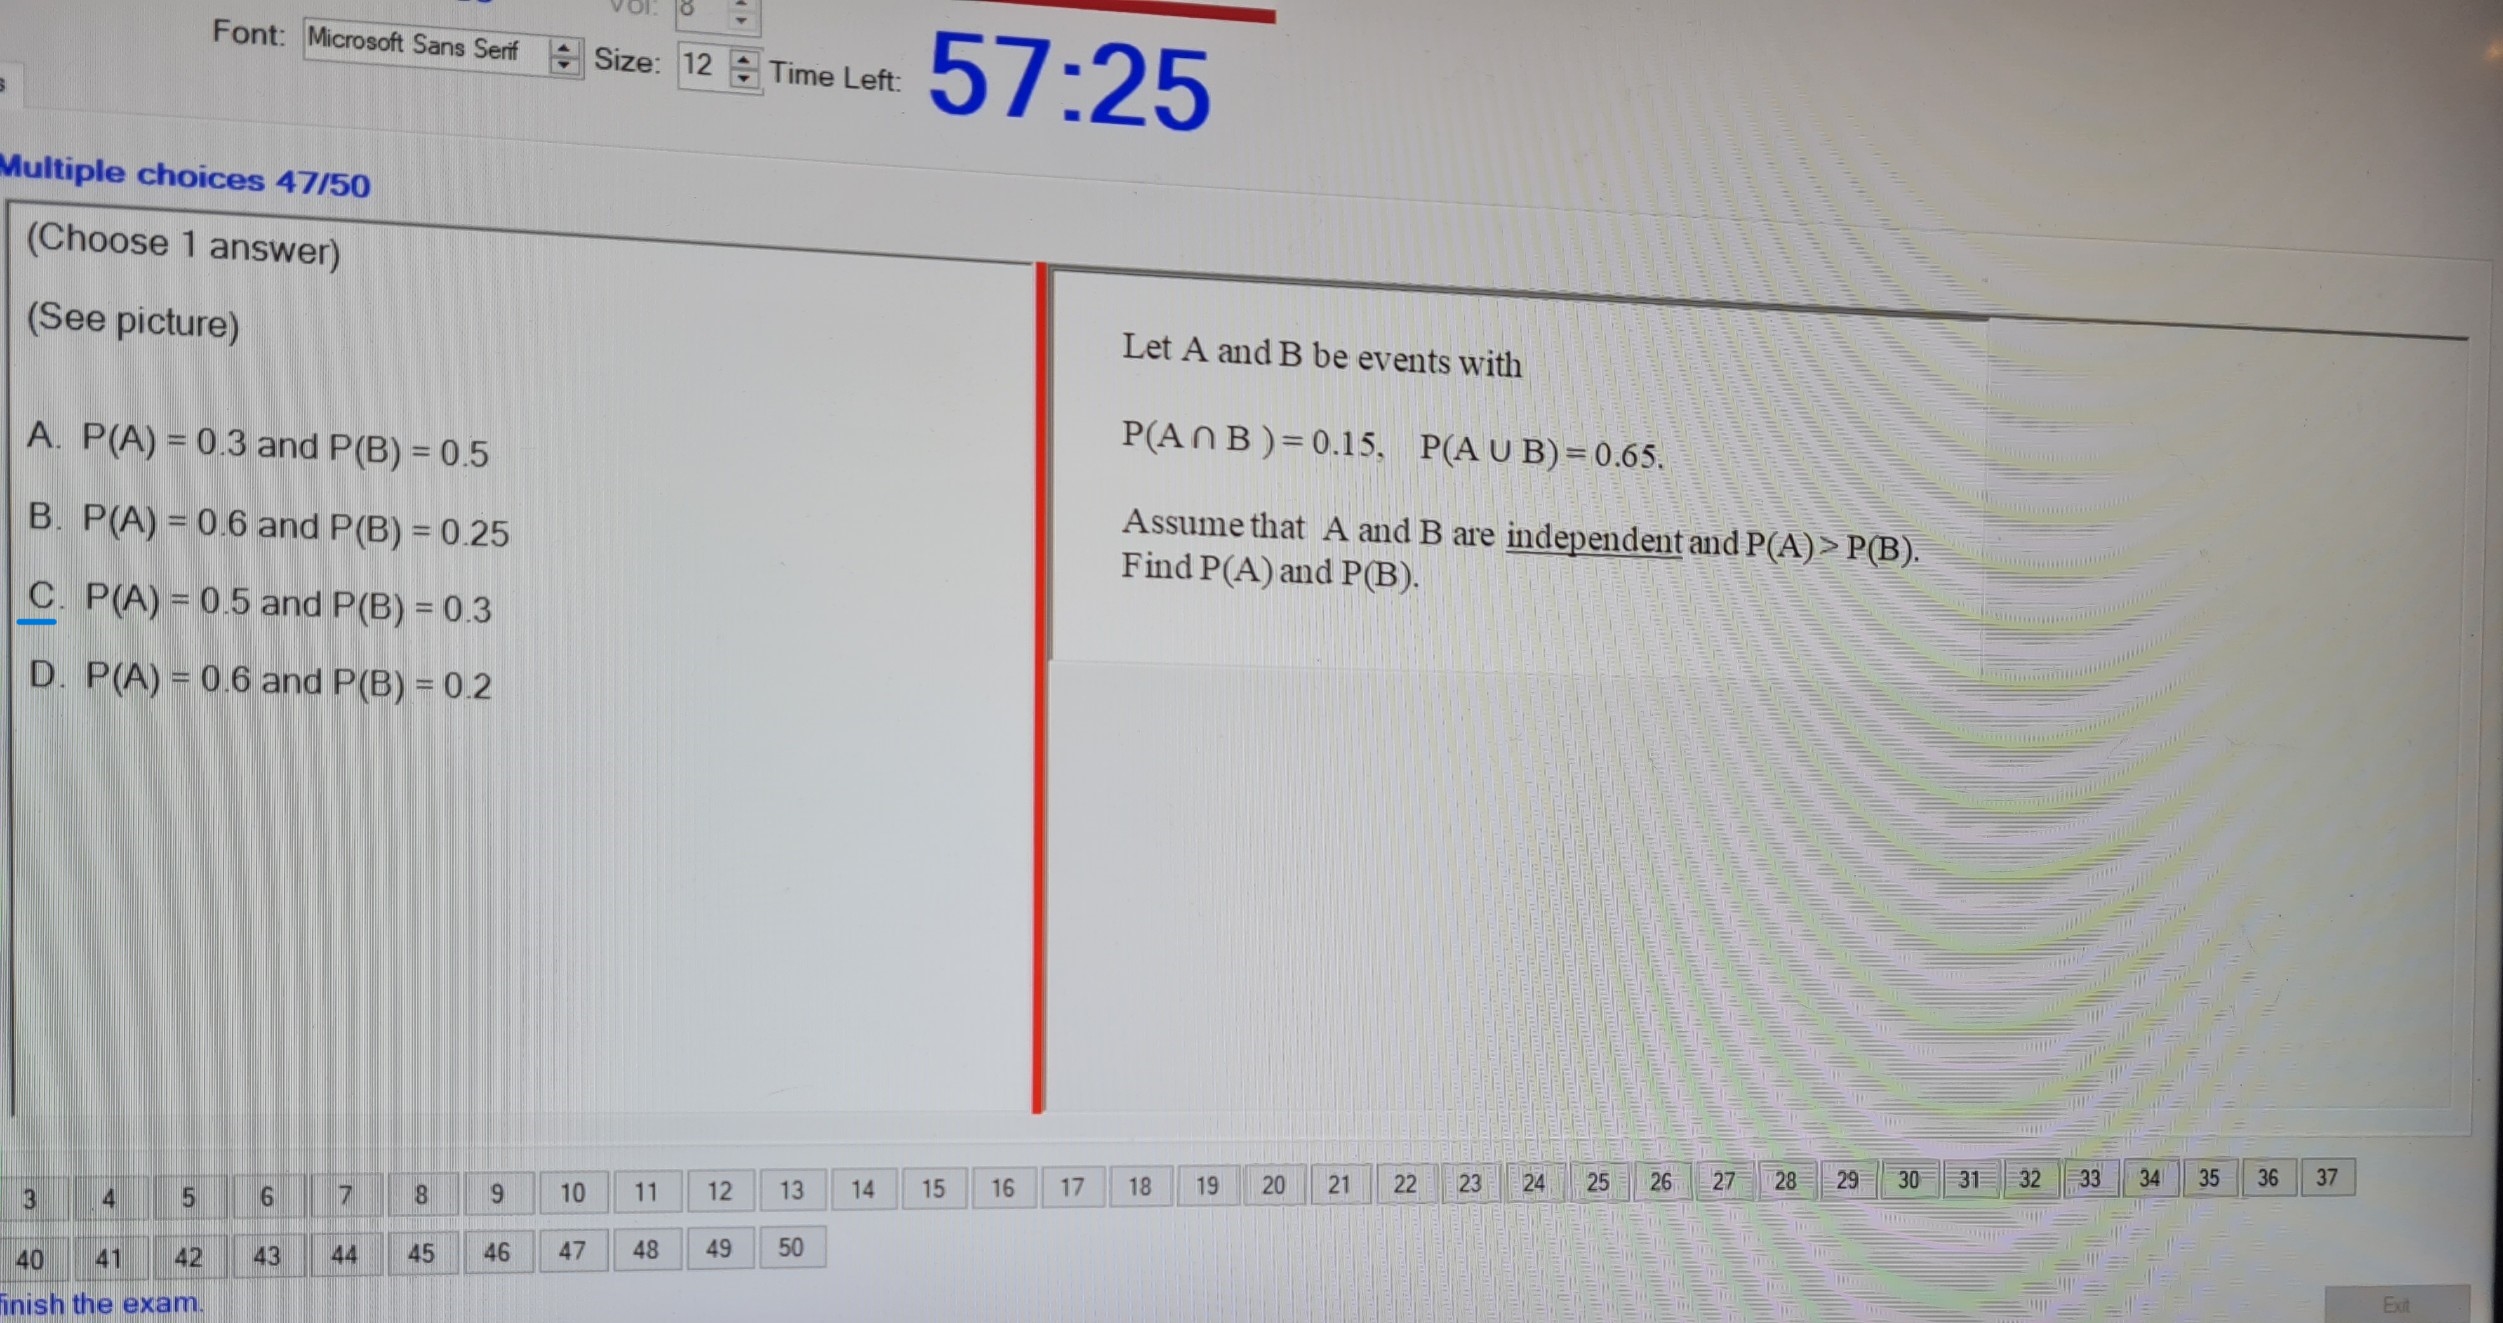 Vol: 8
Font: Microsoft Sans Serif Size: 12 Time Left: 57:25
Multiple choices 47/50
(Choose 1 answer)
(See picture)
A. P(A) = 0.3 and P(B) = 0.5
B. P(A) = 0.6 and P(B) = 0.25
C. P(A) = 0.5 and P(B) = 0.3
D. P(A) = 0.6 and P(B) = 0.2
Let A and B be events with
P(A ∩ B ) = 0.15, P(A ∪ B) = 0.65.
Assume that A and B are independent and P(A) > P(B).
Find P(A) and P(B).
3 4 5 6 7 8 9 10 11 12 13 14 15 16 17 18 19 20 21 22 23 24 25 26 27 28 29 30 31 32 33 34 35 36 37
40 41 42 43 44 45 46 47 48 49 50
finish the exam.
Exit